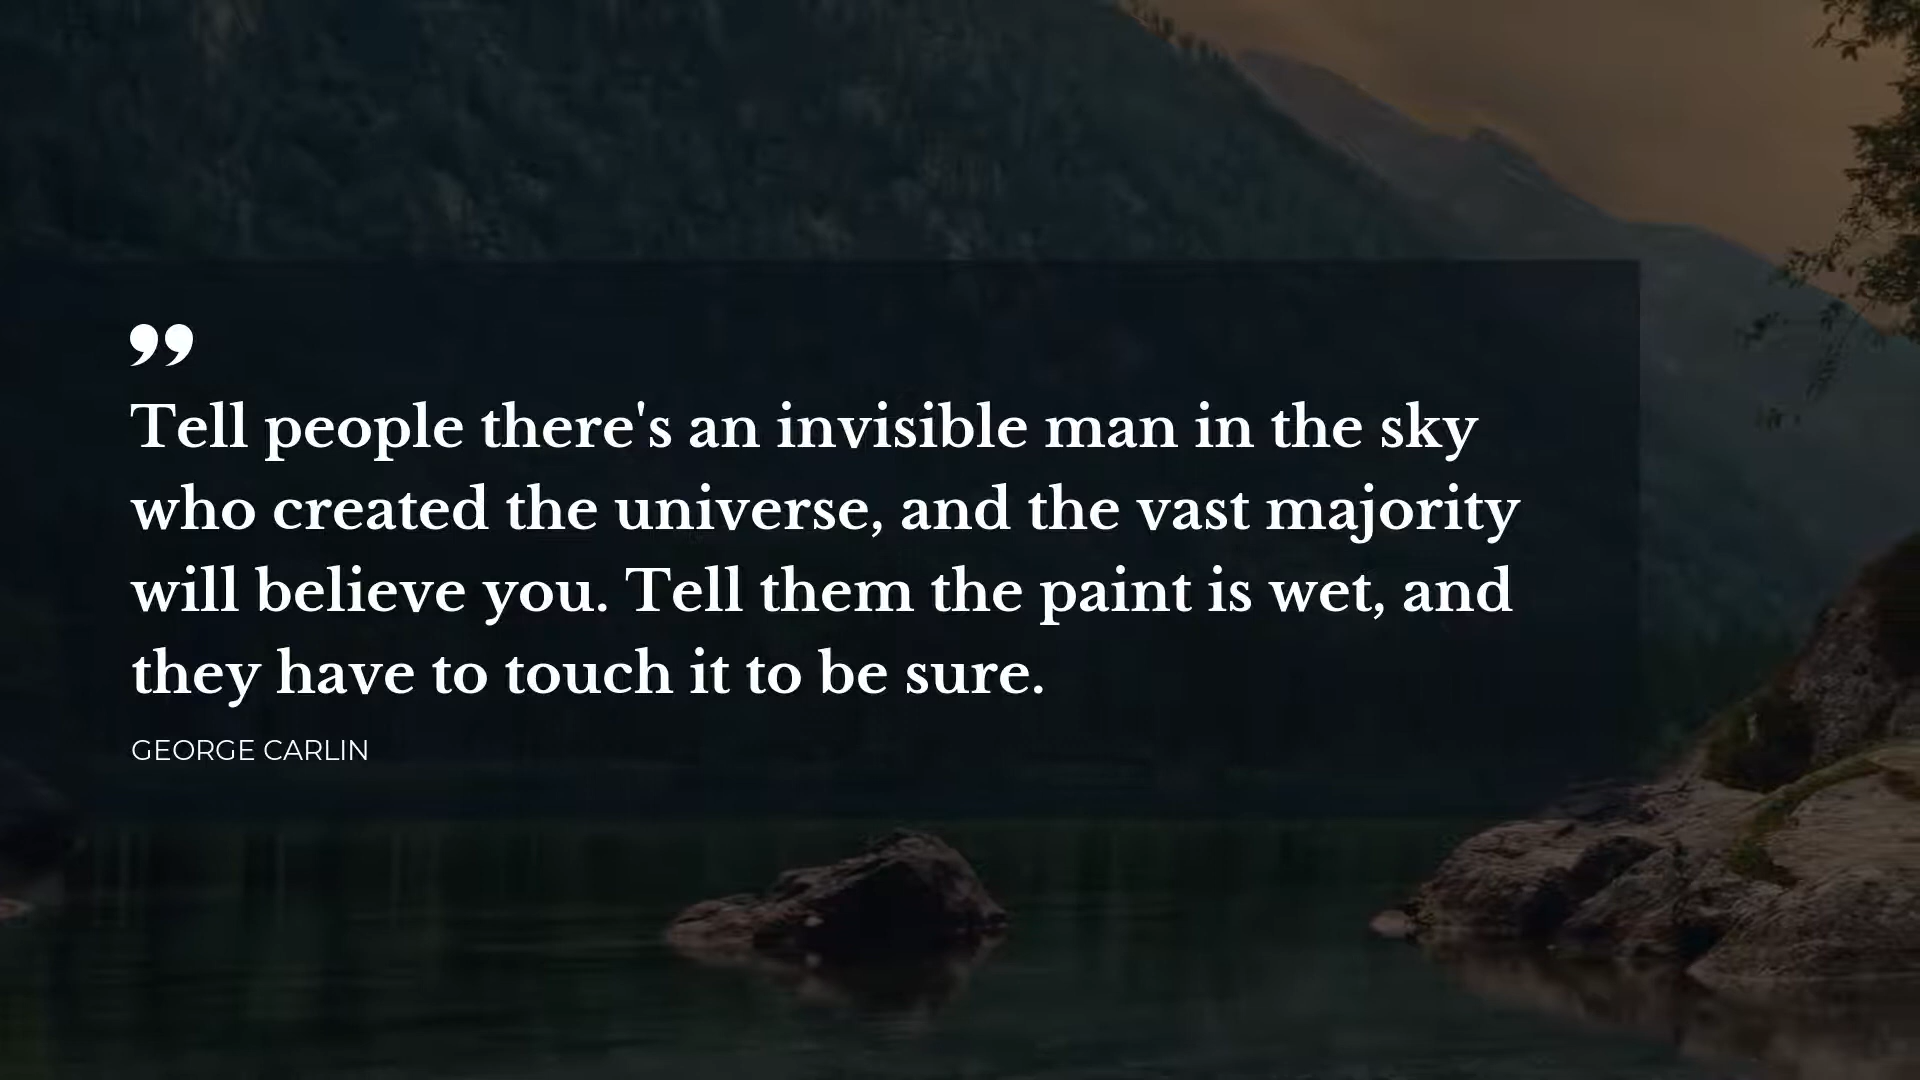 ”
Tell people there's an invisible man in the sky
who created the universe, and the vast majority
will believe you. Tell them the paint is wet, and
they have to touch it to be sure.
GEORGE CARLIN